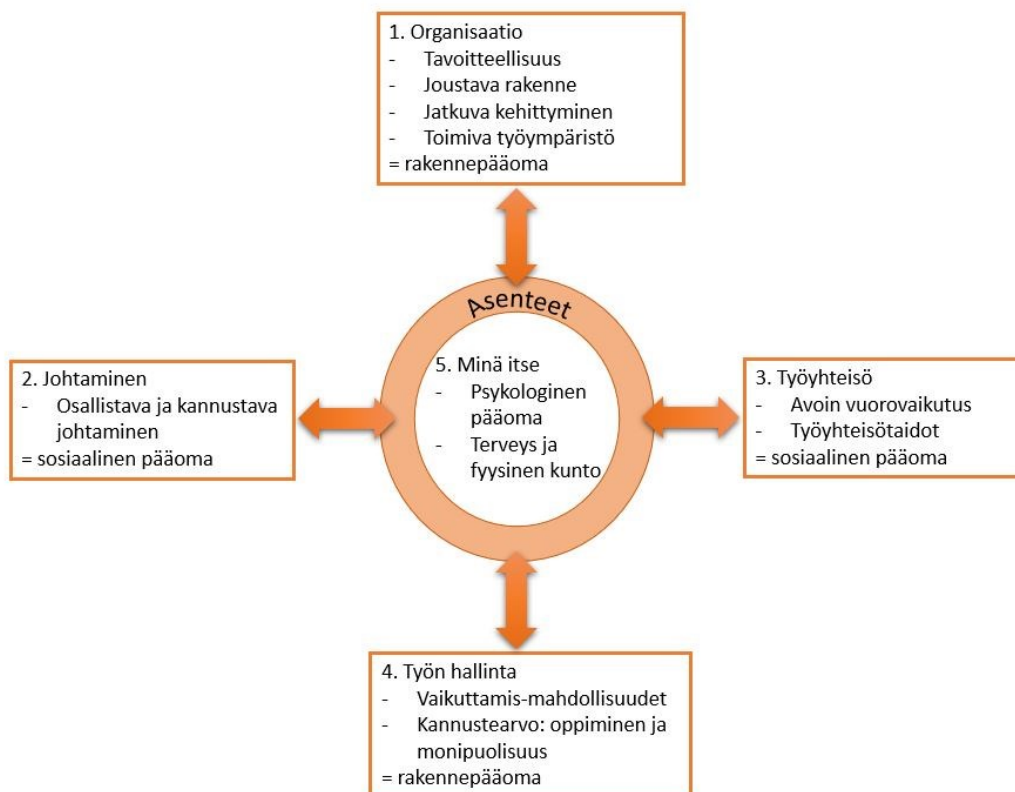 1. Organisaatio
- Tavoitteellisuus
- Joustava rakenne
- Jatkuva kehittyminen
- Toimiva työympäristö
= rakennepääoma
Asenteet
2. Johtaminen
- Osallistava ja kannustava
johtaminen
= sosiaalinen pääoma
5. Minä itse
- Psykologinen
pääoma
- Terveys ja
fyysinen kunto
3. Työyhteisö
- Avoin vuorovaikutus
- Työyhteisötaidot
= sosiaalinen pääoma
4. Työn hallinta
- Vaikuttamis-mahdollisuudet
- Kannustearvo: oppiminen ja
monipuolisuus
= rakennepääoma